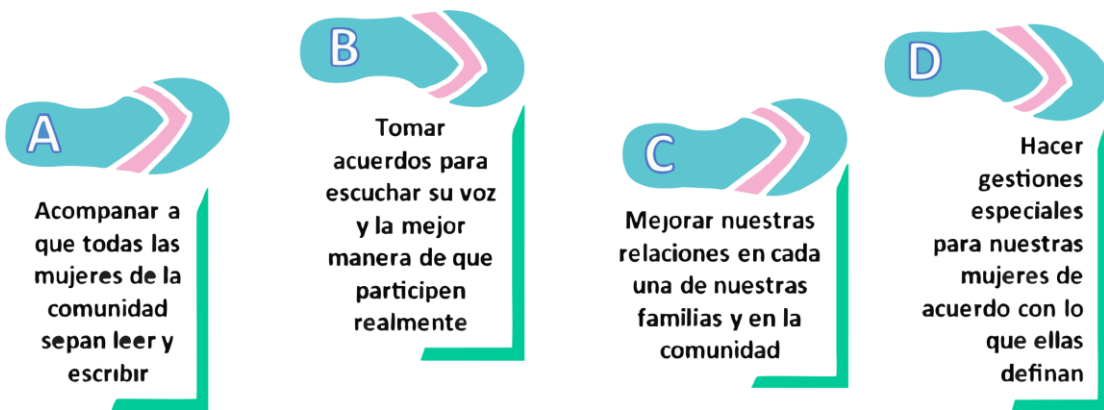 A
Acompanar a
que todas las
mujeres de la
comunidad
sepan leer y
escribir
B
Tomar
acuerdos para
escuchar su voz
y la mejor
manera de que
participen
realmente
C
Mejorar nuestras
relaciones en cada
una de nuestras
familias y en la
comunidad
D
Hacer
gestiones
especiales
para nuestras
mujeres de
acuerdo con lo
que ellas
definan